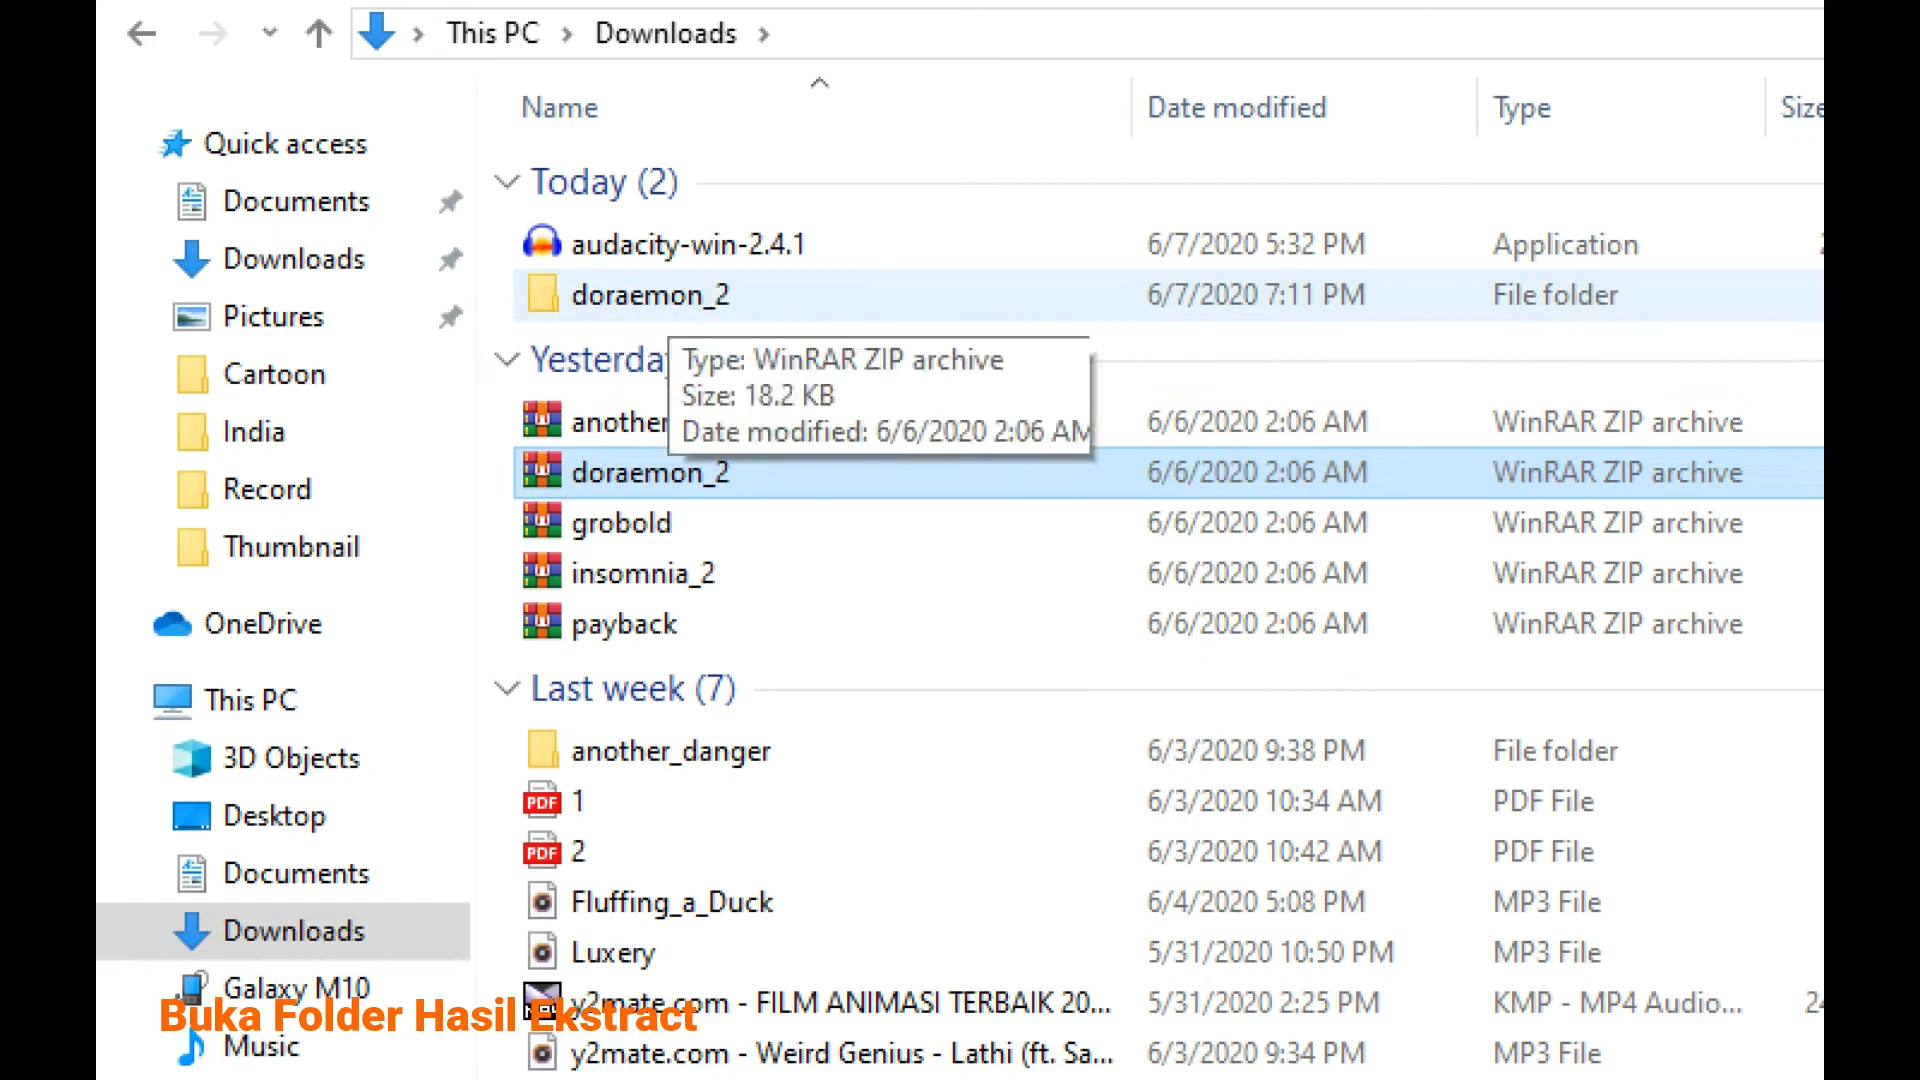 This PC > Downloads >
Name Date modified Type Size
Quick access
Documents
Downloads
Pictures
Cartoon
India
Record
Thumbnail
OneDrive
This PC
3D Objects
Desktop
Documents
Downloads
Galaxy M10
Music
Today (2)
audacity-win-2.4.1 6/7/2020 5:32 PM Application
doraemon_2 6/7/2020 7:11 PM File folder
Yesterday
Type: WinRAR ZIP archive
Size: 18.2 KB
Date modified: 6/6/2020 2:06 AM
another 6/6/2020 2:06 AM WinRAR ZIP archive
doraemon_2 6/6/2020 2:06 AM WinRAR ZIP archive
grobold 6/6/2020 2:06 AM WinRAR ZIP archive
insomnia_2 6/6/2020 2:06 AM WinRAR ZIP archive
payback 6/6/2020 2:06 AM WinRAR ZIP archive
Last week (7)
another_danger 6/3/2020 9:38 PM File folder
PDF 1 6/3/2020 10:34 AM PDF File
PDF 2 6/3/2020 10:42 AM PDF File
Fluffing_a_Duck 6/4/2020 5:08 PM MP3 File
Luxery 5/31/2020 10:50 PM MP3 File
y2mate.com - FILM ANIMASI TERBAIK 20... 5/31/2020 2:25 PM KMP - MP4 Audio...
y2mate.com - Weird Genius - Lathi (ft. Sa... 6/3/2020 9:34 PM MP3 File
Buka Folder Hasil Ekstract